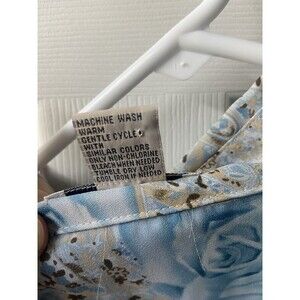 MACHINE WASH
WARM
GENTLE CYCLE
WITH
SIMILAR COLORS
ONLY NON-CHLORINE
BLEACH WHEN NEEDED
TUMBLE DRY LOW
COOL IRON IF NEEDED